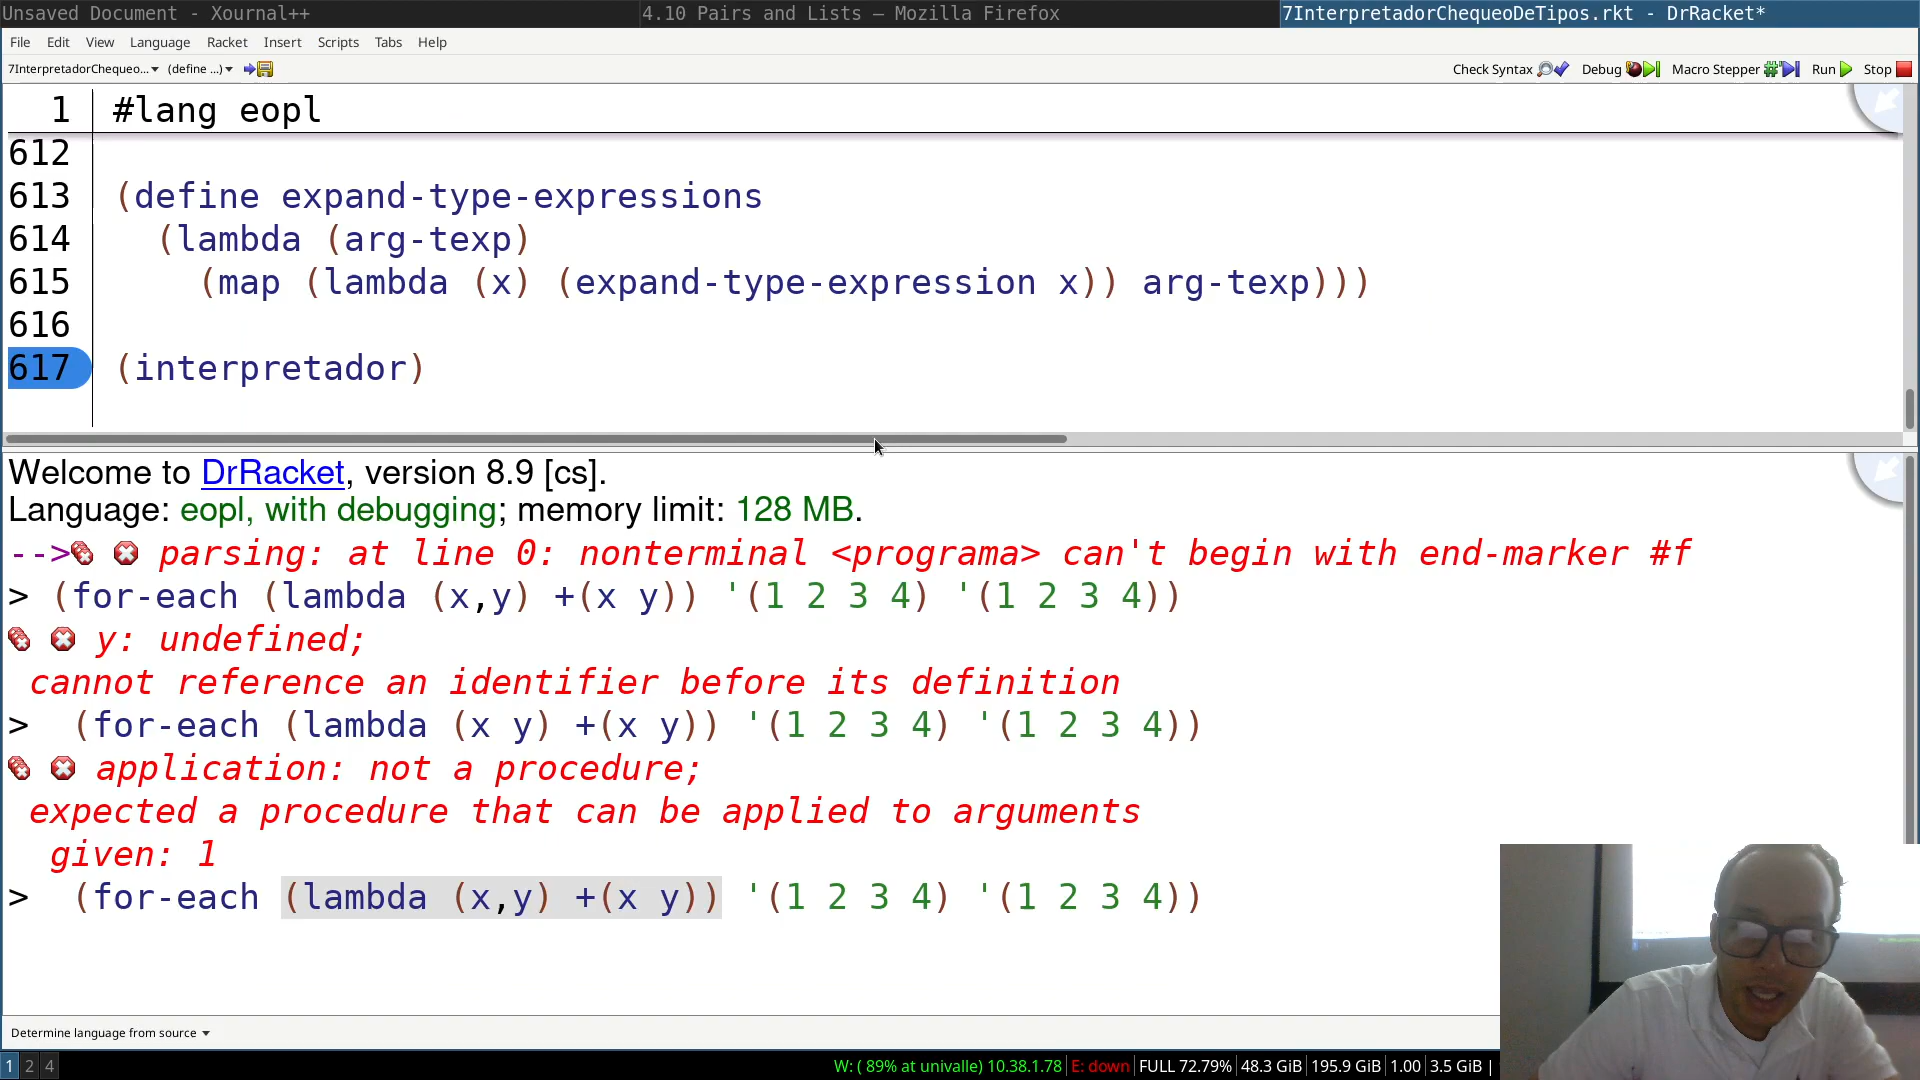 Unsaved Document - Xournal++
4.10 Pairs and Lists — Mozilla Firefox
7InterpretadorChequeoDeTipos.rkt - DrRacket*
File Edit View Language Racket Insert Scripts Tabs Help
7InterpretadorChequeo... (define ...) Check Syntax Debug Macro Stepper Run Stop
1 #lang eopl
612
613 (define expand-type-expressions
614 (lambda (arg-texp)
615 (map (lambda (x) (expand-type-expression x)) arg-texp)))
616
617 (interpretador)
Welcome to DrRacket, version 8.9 [cs].
Language: eopl, with debugging; memory limit: 128 MB.
--> parsing: at line 0: nonterminal <programa> can't begin with end-marker #f
> (for-each (lambda (x,y) +(x y)) '(1 2 3 4) '(1 2 3 4))
y: undefined;
cannot reference an identifier before its definition
> (for-each (lambda (x y) +(x y)) '(1 2 3 4) '(1 2 3 4))
application: not a procedure;
expected a procedure that can be applied to arguments
given: 1
> (for-each (lambda (x,y) +(x y)) '(1 2 3 4) '(1 2 3 4))
Determine language from source
1 2 4 W: ( 89% at univalle) 10.38.1.78 | E: down | FULL 72.79% | 48.3 GiB | 195.9 GiB | 1.00 | 3.5 GiB |